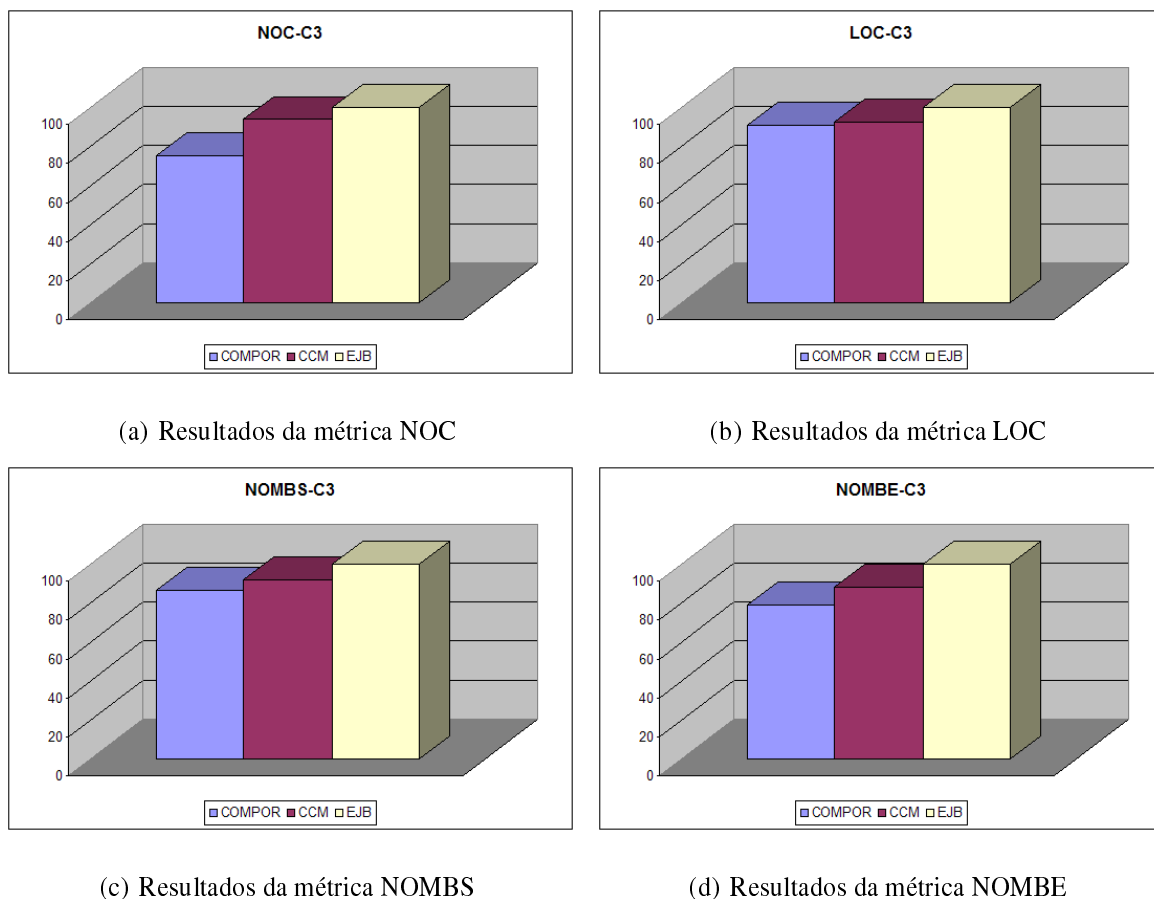 NOC-C3
100
80
60
40
20
0
COMPOR CCM EJB
(a) Resultados da métrica NOC
LOC-C3
100
80
60
40
20
0
COMPOR CCM EJB
(b) Resultados da métrica LOC
NOMBS-C3
100
80
60
40
20
0
COMPOR CCM EJB
(c) Resultados da métrica NOMBS
NOMBE-C3
100
80
60
40
20
0
COMPOR CCM EJB
(d) Resultados da métrica NOMBE